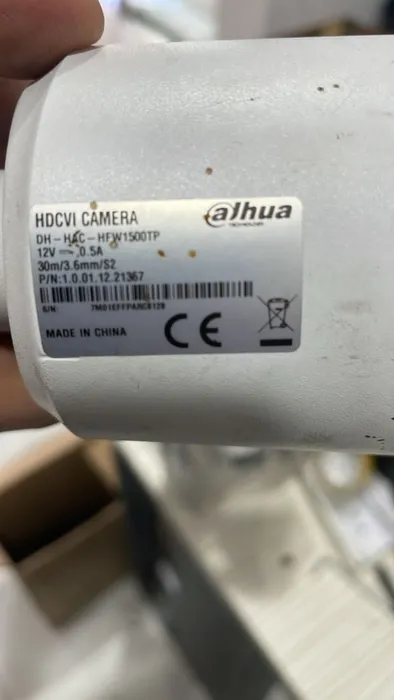 HDCVI CAMERA
alhua
TECHNOLOGY
DH-HAC-HFW1500TP
12V ⎓ 0.5A
30m/3.6mm/S2
P/N:1.0.01.12.21367
S/N:
MADE IN CHINA
CE